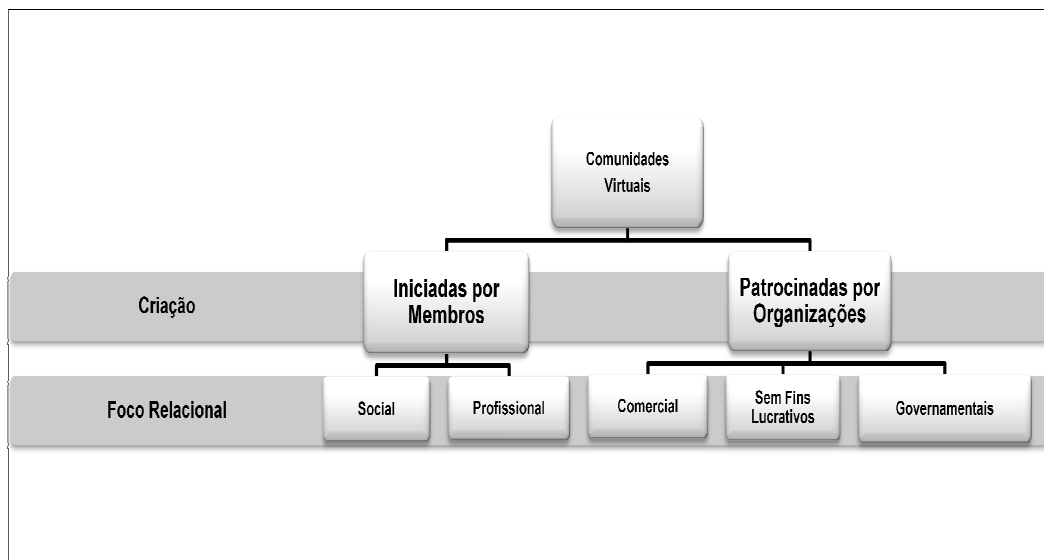 Comunidades
Virtuais
Criação
Iniciadas por
Membros
Patrocinadas por
Organizações
Foco Relacional
Social
Profissional
Comercial
Sem Fins
Lucrativos
Governamentais